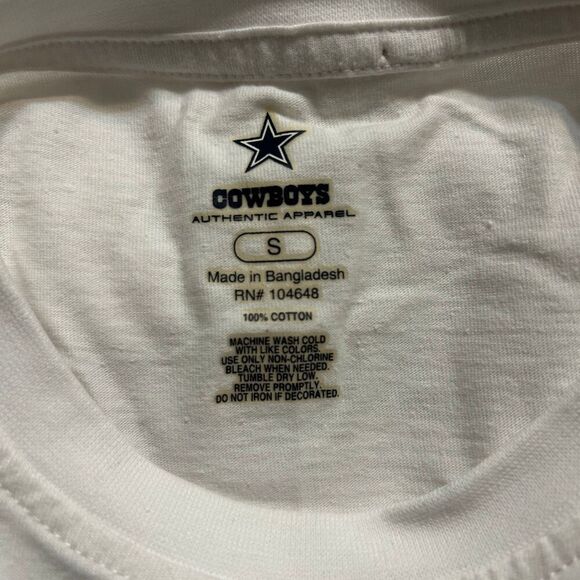 COWBOYS
AUTHENTIC APPAREL
S
Made in Bangladesh
RN# 104648
100% COTTON
MACHINE WASH COLD
WITH LIKE COLORS.
USE ONLY NON-CHLORINE
BLEACH WHEN NEEDED.
TUMBLE DRY LOW.
REMOVE PROMPTLY.
DO NOT IRON IF DECORATED.